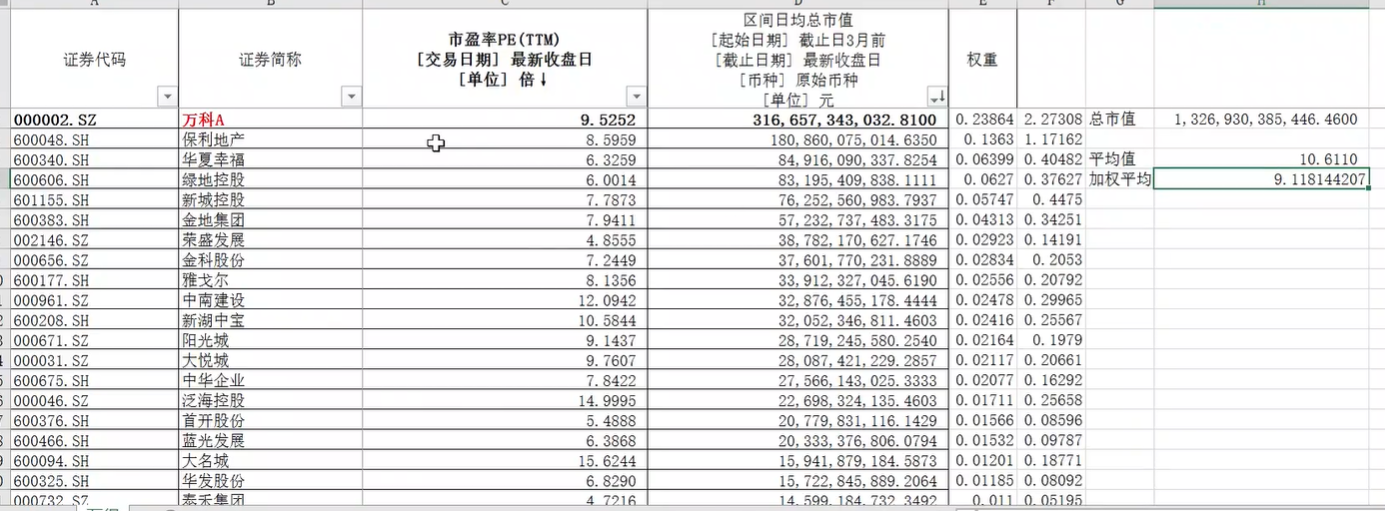 证券代码 证券简称 市盈率PE(TTM) [交易日期] 最新收盘日 [单位] 倍↓ 区间日均总市值 [起始日期] 截止日3月前 [截止日期] 最新收盘日 [币种] 原始币种 [单位] 元 权重
000002.SZ 万科A 9.5252 316,657,343,032.8100 0.23864 2.27308 总市值 1,326,930,385,446.4600
600048.SH 保利地产 8.5959 180,860,075,014.6350 0.1363 1.17162
600340.SH 华夏幸福 6.3259 84,916,090,337.8254 0.06399 0.40482 平均值 10.6110
600606.SH 绿地控股 6.0014 83,195,409,838.1111 0.0627 0.37627 加权平均 9.118144207
601155.SH 新城控股 7.7873 76,252,560,983.7937 0.05747 0.4475
600383.SH 金地集团 7.9411 57,232,737,483.3175 0.04313 0.34251
002146.SZ 荣盛发展 4.8555 38,782,170,627.1746 0.02923 0.14191
000656.SZ 金科股份 7.2449 37,601,770,231.8889 0.02834 0.2053
600177.SH 雅戈尔 8.1356 33,912,327,045.6190 0.02556 0.20792
000961.SZ 中南建设 12.0942 32,876,455,178.4444 0.02478 0.29965
600208.SH 新湖中宝 10.5844 32,052,346,811.4603 0.02416 0.25567
000671.SZ 阳光城 9.1437 28,719,245,580.2540 0.02164 0.1979
000031.SZ 大悦城 9.7607 28,087,421,229.2857 0.02117 0.20661
600675.SH 中华企业 7.8422 27,566,143,025.3333 0.02077 0.16292
000046.SZ 泛海控股 14.9995 22,698,324,135.4603 0.01711 0.25658
600376.SH 首开股份 5.4888 20,779,831,116.1429 0.01566 0.08596
600466.SH 蓝光发展 6.3868 20,333,376,806.0794 0.01532 0.09787
600094.SH 大名城 15.6244 15,941,879,184.5873 0.01201 0.18771
600325.SH 华发股份 6.8290 15,722,845,889.2064 0.01185 0.08092
000732.SZ 泰禾集团 4.7216 14,599,184,732.3492 0.011 0.05195